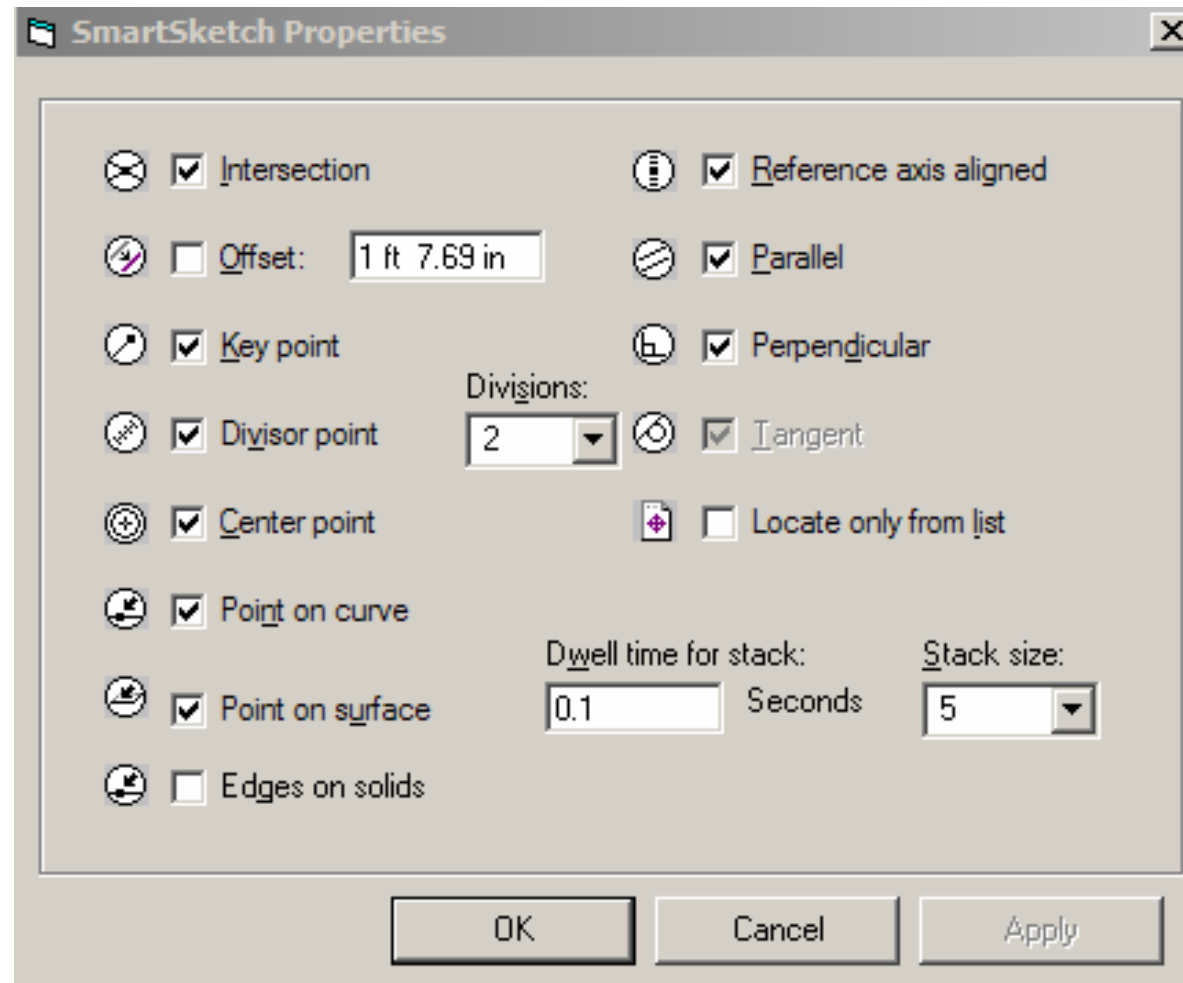 SmartSketch Properties
Intersection
Reference axis aligned
Offset: 1 ft 7.69 in
Parallel
Key point
Perpendicular
Divisions:
Divisor point
2
Tangent
Center point
Locate only from list
Point on curve
Dwell time for stack:
Stack size:
Point on surface
0.1 Seconds
5
Edges on solids
OK
Cancel
Apply